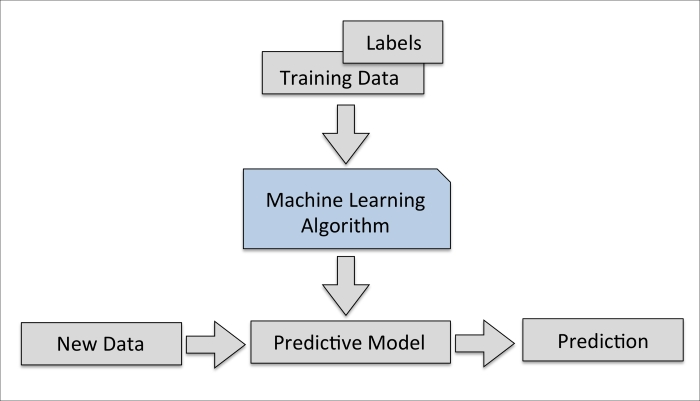 Labels
Training Data
Machine Learning
Algorithm
New Data
Predictive Model
Prediction